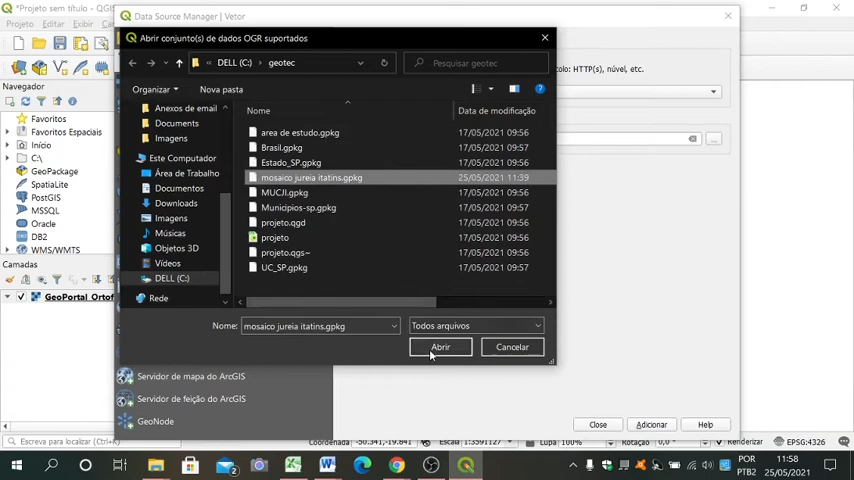 *Projeto sem título
Data Source Manager | Vetor
Projeto Editar Exibir
Abrir conjunto(s) de dados OGR suportados
DELL (C:) geotec
Pesquisar geotec
colo: HTTP(s), núvel, etc.
Organizar
Nova pasta
Navegador
Anexos de email
Nome
Data de modificação
Documents
Favoritos
Imagens
area de estudo.gpkg 17/05/2021 09:56
Favoritos Espaciais
Brasil.gpkg 17/05/2021 09:57
Início
Este Computador
Estado_SP.gpkg 17/05/2021 09:56
C:\
Área de Trabalho
mosaico jureia itatins.gpkg 25/05/2021 11:39
GeoPackage
Documentos
MUCJI.gpkg 17/05/2021 09:56
SpatiaLite
Downloads
Municipios-sp.gpkg 17/05/2021 09:57
PostGIS
Imagens
projeto.qgd 17/05/2021 09:56
MSSQL
Músicas
projeto 17/05/2021 09:56
Oracle
Objetos 3D
projeto.qgs~ 17/05/2021 09:56
DB2
Vídeos
UC_SP.gpkg 17/05/2021 09:57
WMS/WMTS
DELL (C:)
Camadas
Rede
GeoPortal_Ortof
Nome: mosaico jureia itatins.gpkg
Todos arquivos
Abrir
Cancelar
Servidor de mapa do ArcGIS
Servidor de feição do ArcGIS
GeoNode
Close Adicionar Help
Escreva para localizar (Ctrl+K)
Coordenada -50.341,-19.841
Escala 1:3591127
Lupa 100%
Rotação 0,0 °
Renderizar
EPSG:4326
POR
PTB2
11:58
25/05/2021